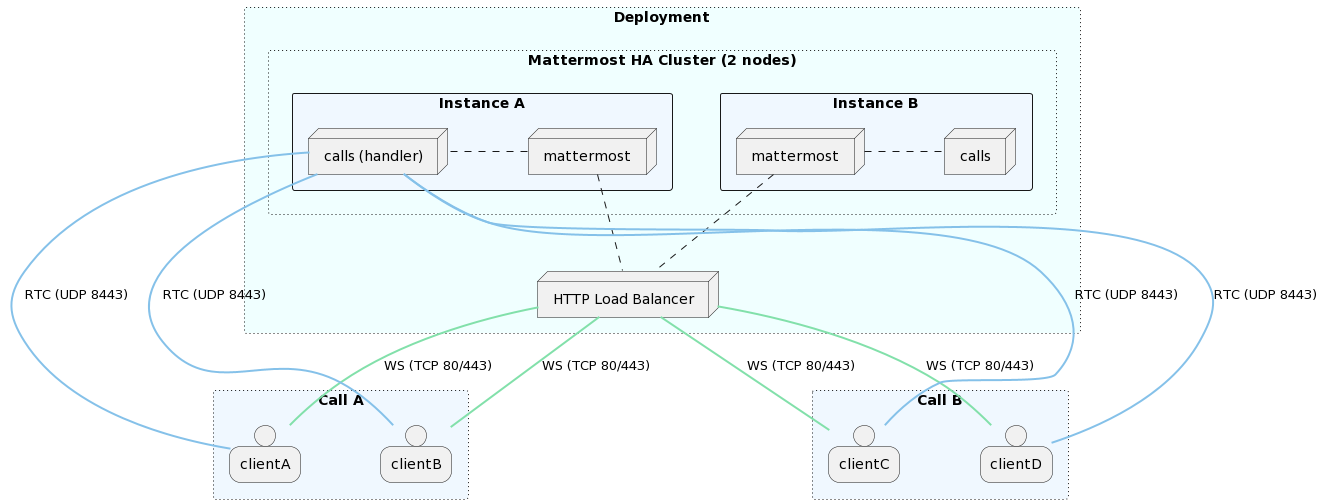 Deployment
Mattermost HA Cluster (2 nodes)
Instance A
Instance B
calls (handler)
mattermost
mattermost
calls
HTTP Load Balancer
RTC (UDP 8443)
RTC (UDP 8443)
RTC (UDP 8443)
RTC (UDP 8443)
WS (TCP 80/443)
WS (TCP 80/443)
WS (TCP 80/443)
WS (TCP 80/443)
Call A
Call B
clientA
clientB
clientC
clientD